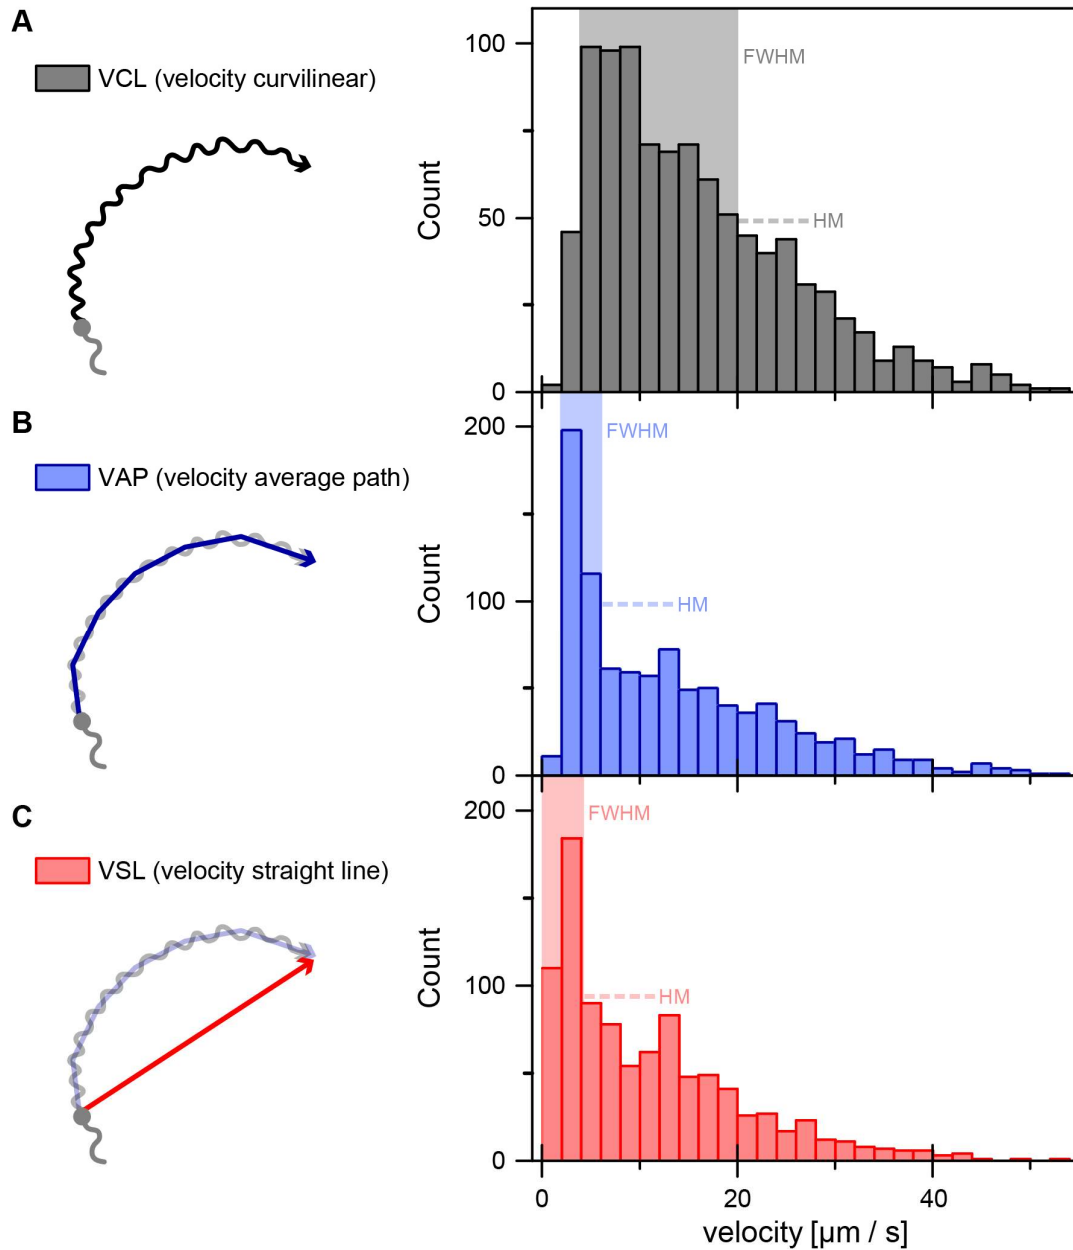 A
VCL (velocity curvilinear)
Count
100
50
0
FWHM
HM
B
VAP (velocity average path)
Count
200
100
0
FWHM
HM
C
VSL (velocity straight line)
Count
200
100
0
FWHM
HM
0 20 40
velocity [µm / s]